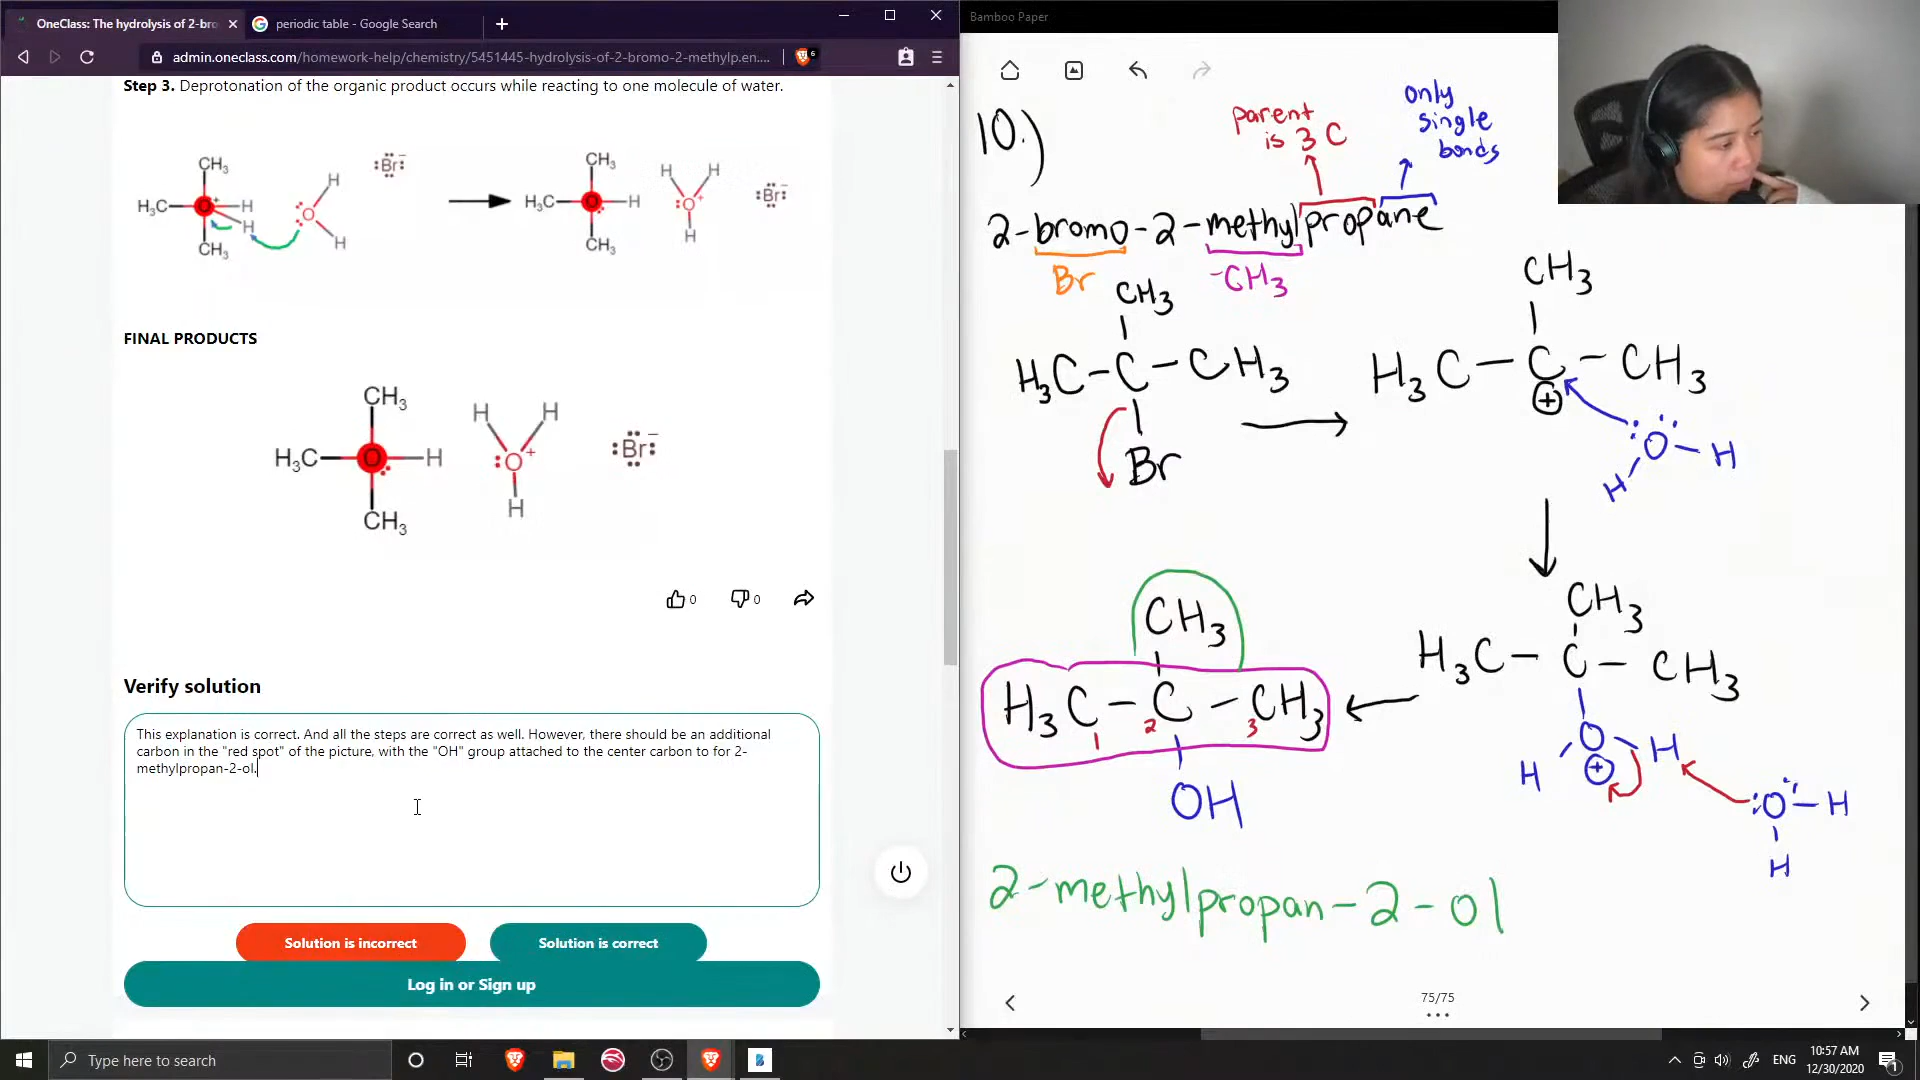 OneClass: The hydrolysis of 2-bro
periodic table - Google Search
admin.oneclass.com/homework-help/chemistry/5451445-hydrolysis-of-2-bromo-2-methylp.en....
6
Step 3. Deprotonation of the organic product occurs while reacting to one molecule of water.
CH3 H :Br:−
H3C O + H H :O H
CH3
CH3 H H
H3C O H :O+ :Br:−
CH3 H
FINAL PRODUCTS
CH3 H H
H3C O H :O+ :Br:−
CH3 H
0 0
Verify solution
This explanation is correct. And all the steps are correct as well. However, there should be an additional
carbon in the "red spot" of the picture, with the "OH" group attached to the center carbon to for 2-
methylpropan-2-ol.
Solution is incorrect
Solution is correct
Log in or Sign up
Bamboo Paper
10.)
parent
is 3 C
only
single
bonds
2-bromo-2-methylpropane
Br
-CH3
CH3
H3C-C-CH3
Br
CH3
H3C-C-CH3
+
:O-H
H
CH3
H3C-C-CH3
O
H + H
:O-H
H
CH3
H3C-C-CH3
1 2 3
OH
2-methylpropan-2-ol
75/75
Type here to search
B
ENG
10:57 AM
12/30/2020
1